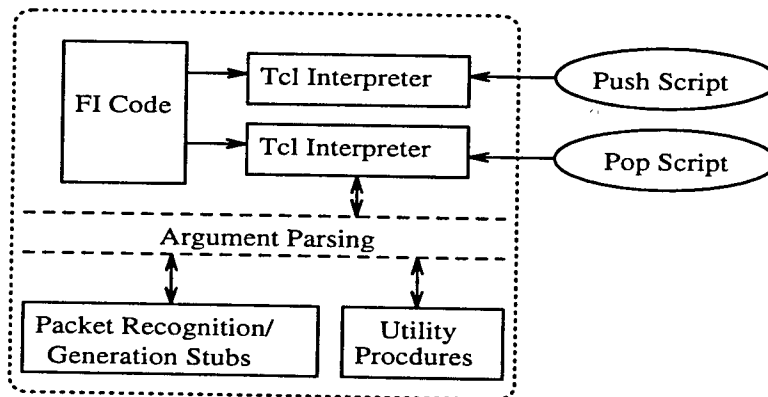 FI Code
Tcl Interpreter
Push Script
Tcl Interpreter
Pop Script
Argument Parsing
Packet Recognition/
Generation Stubs
Utility
Procdures